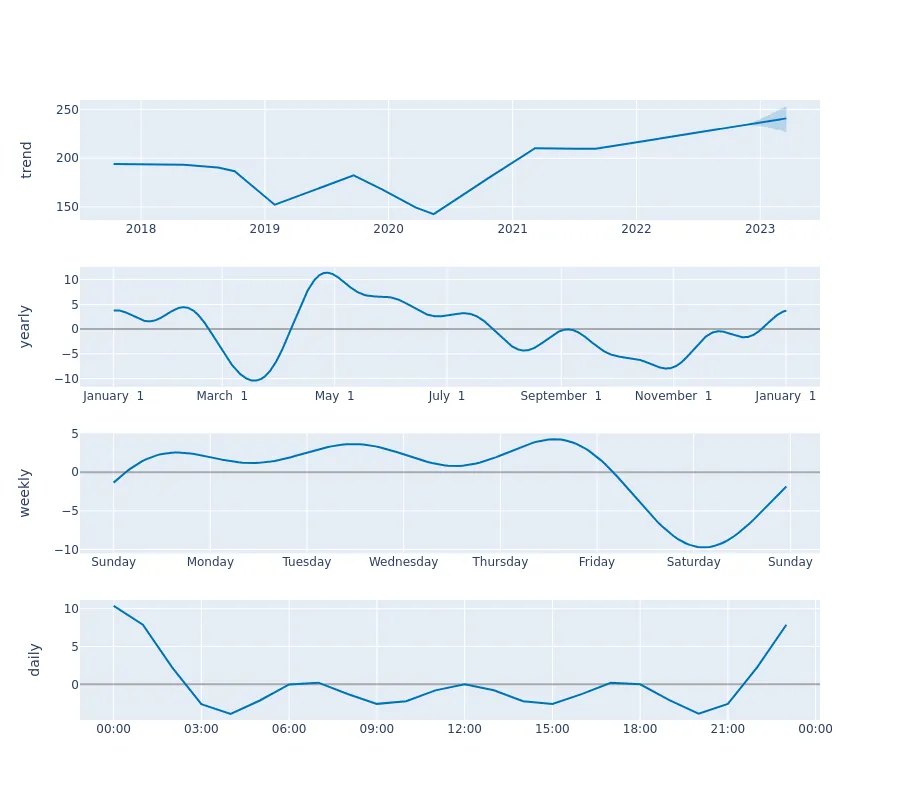 trend
250
200
150
2018 2019 2020 2021 2022 2023
yearly
10
5
0
−5
−10
January 1 March 1 May 1 July 1 September 1 November 1 January 1
weekly
5
0
−5
−10
Sunday Monday Tuesday Wednesday Thursday Friday Saturday Sunday
daily
10
5
0
00:00 03:00 06:00 09:00 12:00 15:00 18:00 21:00 00:00